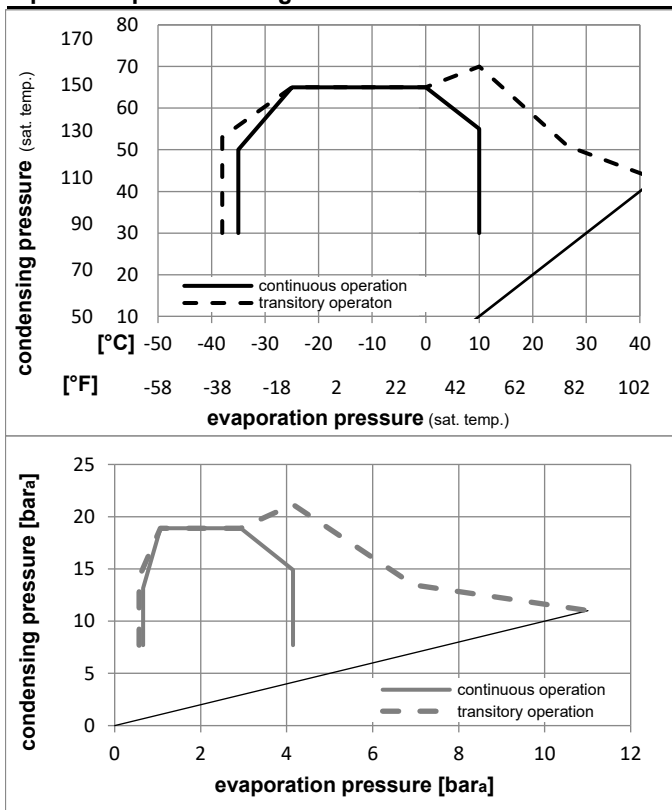 170 80
70
150 60
130 50
110 40
90 30
70 20
50 10
condensing pressure (sat. temp.)
continuous operation
transitory operaton
[°C] -50 -40 -30 -20 -10 0 10 20 30 40
[°F] -58 -38 -18 2 22 42 62 82 102
evaporation pressure (sat. temp.)
25
20
15
10
5
0
condensing pressure [bara]
continuous operation
transitory operation
0 2 4 6 8 10 12
evaporation pressure [bara]